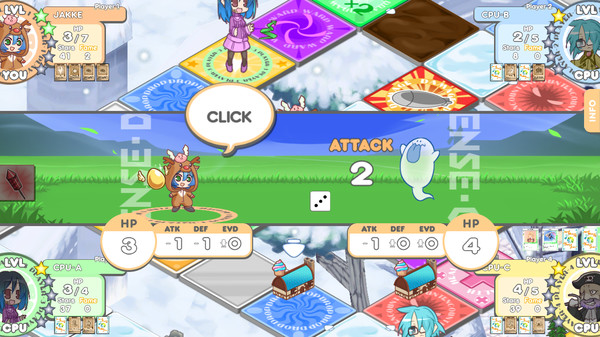 LVL
JAKKE
Player-1
HP
3/7
Stars Fame
41 2
YOU
LVL
CPU-B
Player-2
HP
2/5
Stars Fame
8 0
CPU
INFO
CLICK
ATTACK
2
HP
3
ATK DEF EVD
-1 -1 +0
ATK DEF EVD
-1 +0 +0
HP
4
LVL
CPU-A
HP
3/4
Stars Fame
37 0
CPU
LVL
CPU-C
HP
4/5
Stars Fame
39 0
CPU